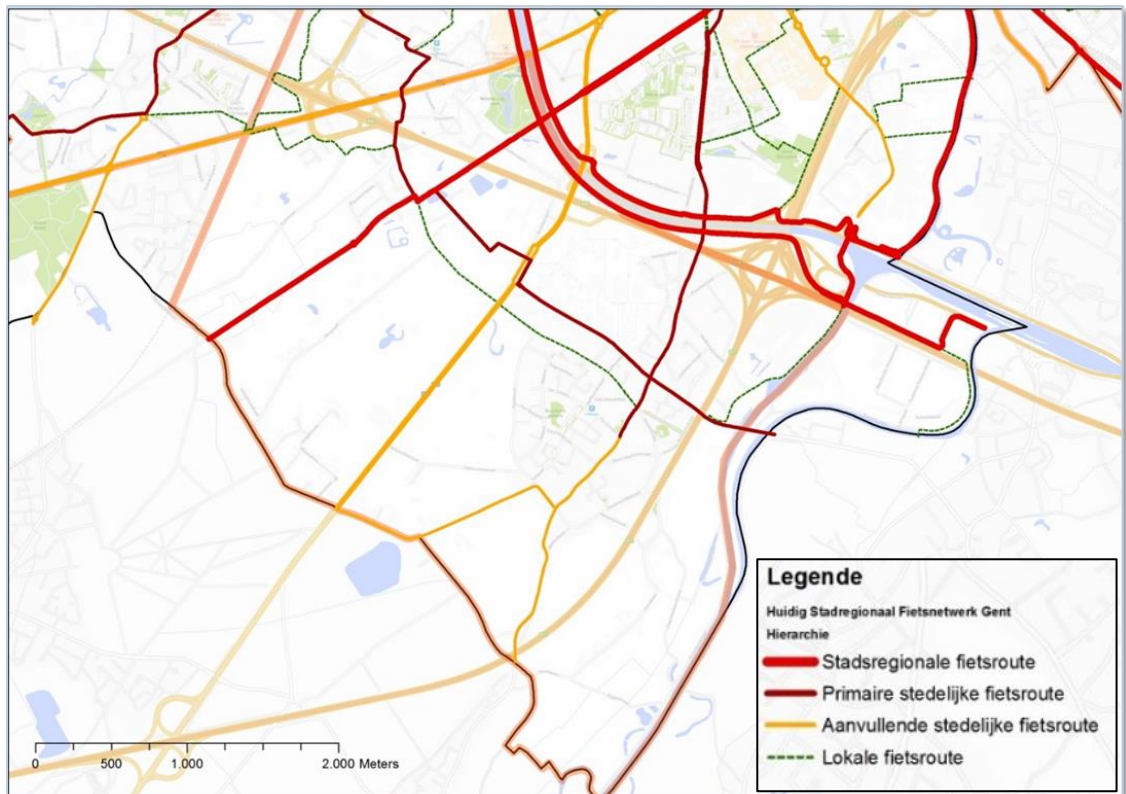 Legende
Huidig Stadregionaal Fietsnetwerk Gent
Hierarchie
Stadsregionale fietsroute
Primaire stedelijke fietsroute
Aanvullende stedelijke fietsroute
Lokale fietsroute
0 500 1.000 2.000 Meters